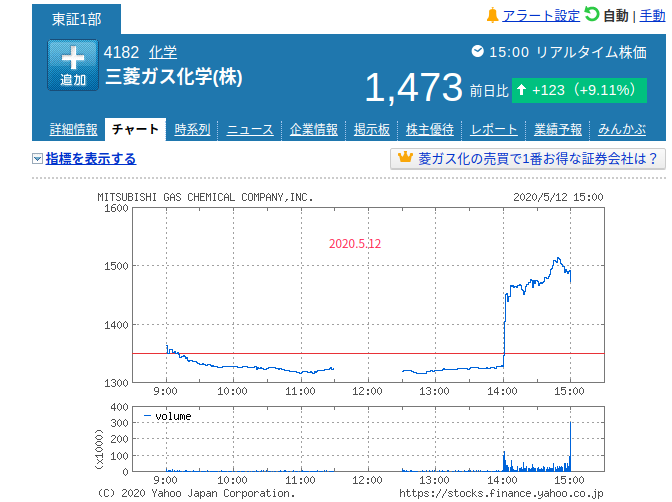 東証1部
アラート設定 自動 | 手動
追加
4182 化学
15:00 リアルタイム株価
三菱ガス化学(株)
1,473 前日比 +123（+9.11%）
詳細情報 チャート 時系列 ニュース 企業情報 掲示板 株主優待 レポート 業績予報 みんかぶ
指標を表示する
菱ガス化の売買で1番お得な証券会社は？
MITSUBISHI GAS CHEMICAL COMPANY,INC. 2020/5/12 15:00
1600
2020.5.12
1500
1400
1300
9:00 10:00 11:00 12:00 13:00 14:00 15:00
400
volume
300
200
100
0
(x1000)
9:00 10:00 11:00 12:00 13:00 14:00 15:00
(C) 2020 Yahoo Japan Corporation. https://stocks.finance.yahoo.co.jp